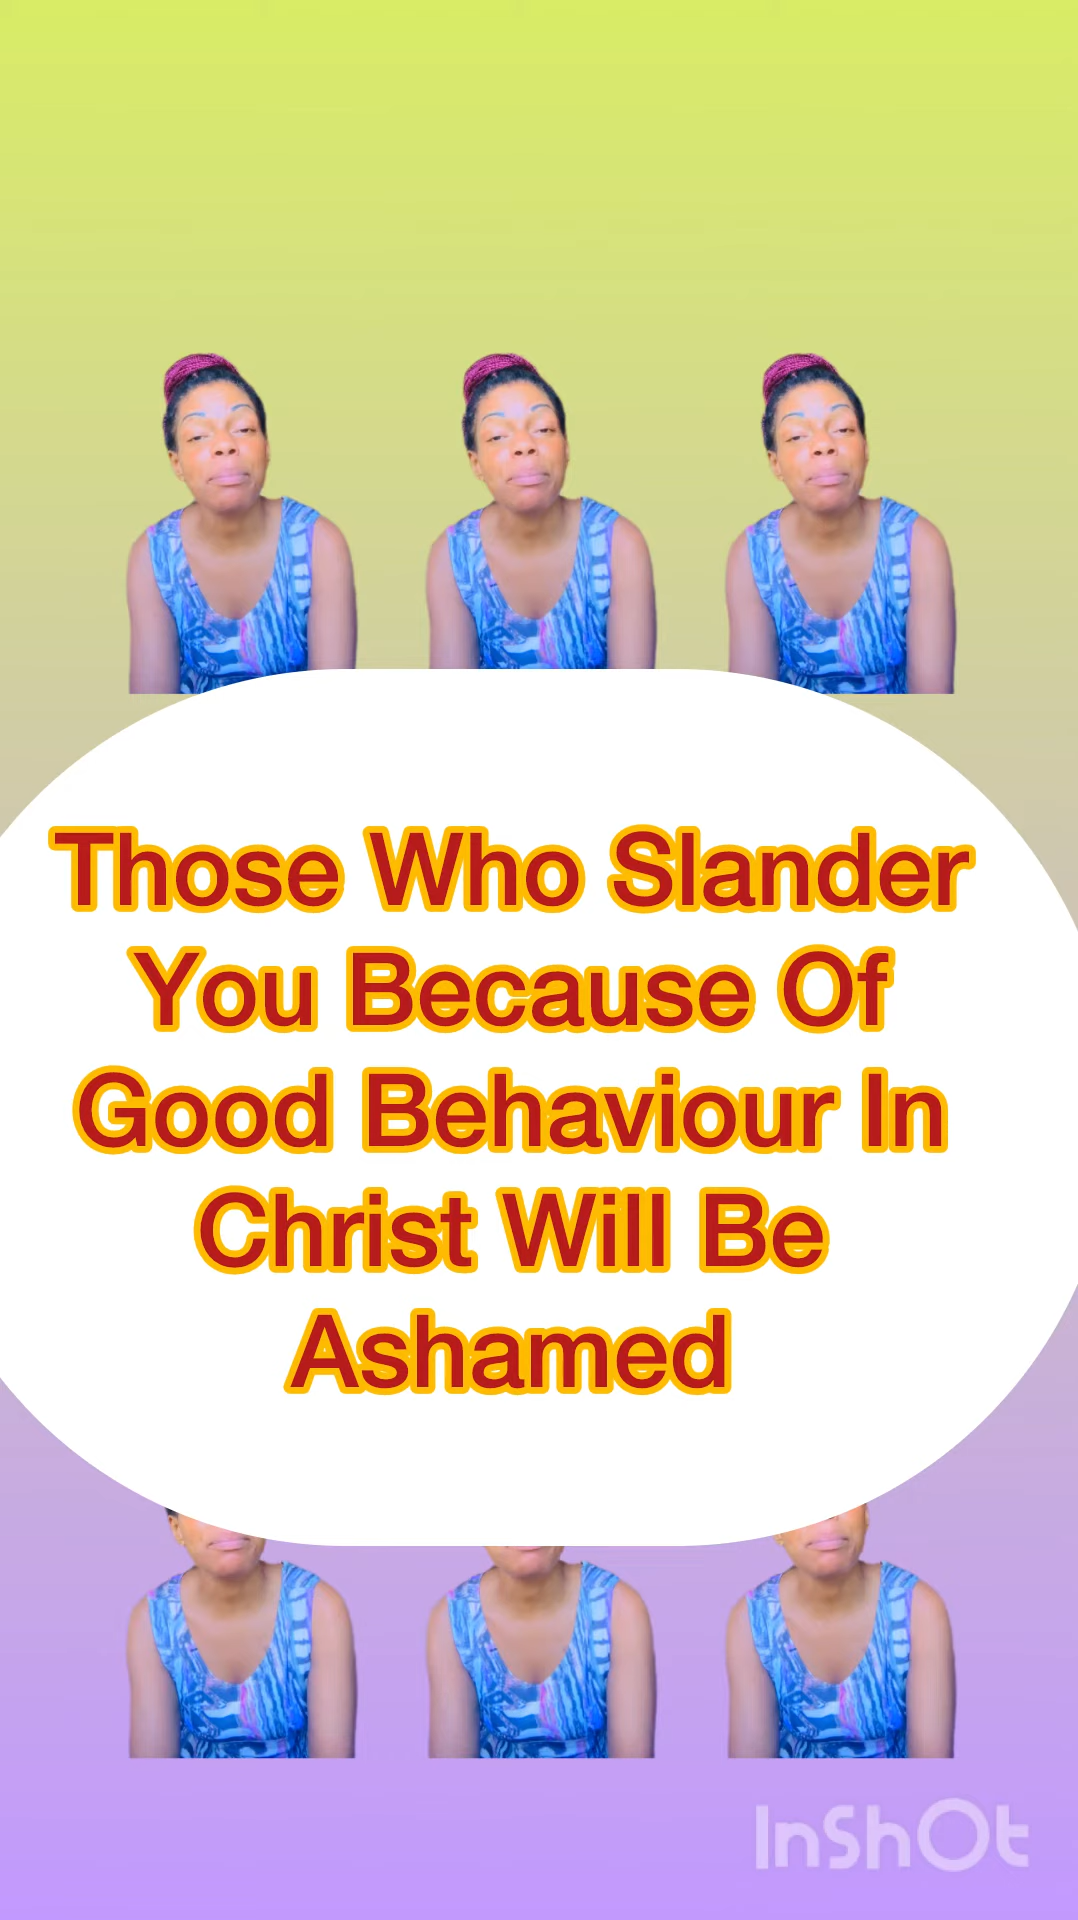 Those Who Slander
You Because Of
Good Behaviour In
Christ Will Be
Ashamed
InShOt